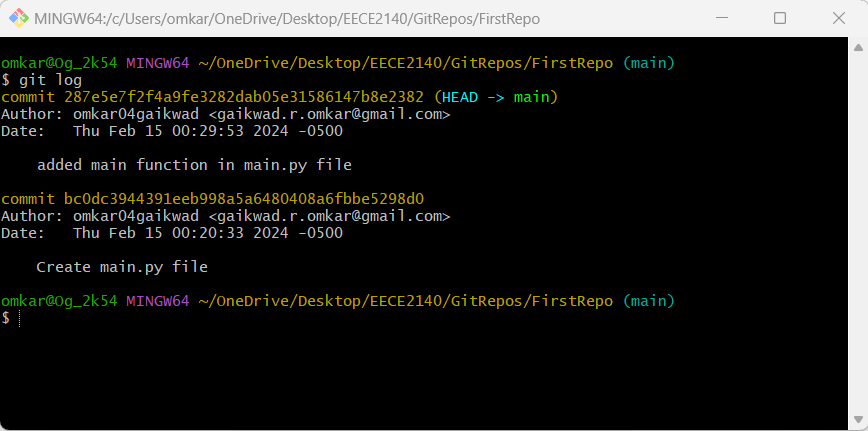 MINGW64:/c/Users/omkar/OneDrive/Desktop/EECE2140/GitRepos/FirstRepo
omkar@Og_2k54 MINGW64 ~/OneDrive/Desktop/EECE2140/GitRepos/FirstRepo (main)
$ git log
commit 287e5e7f2f4a9fe3282dab05e31586147b8e2382 (HEAD -> main)
Author: omkar04gaikwad <gaikwad.r.omkar@gmail.com>
Date:   Thu Feb 15 00:29:53 2024 -0500
    added main function in main.py file
commit bc0dc3944391eeb998a5a6480408a6fbbe5298d0
Author: omkar04gaikwad <gaikwad.r.omkar@gmail.com>
Date:   Thu Feb 15 00:20:33 2024 -0500
    Create main.py file
omkar@Og_2k54 MINGW64 ~/OneDrive/Desktop/EECE2140/GitRepos/FirstRepo (main)
$